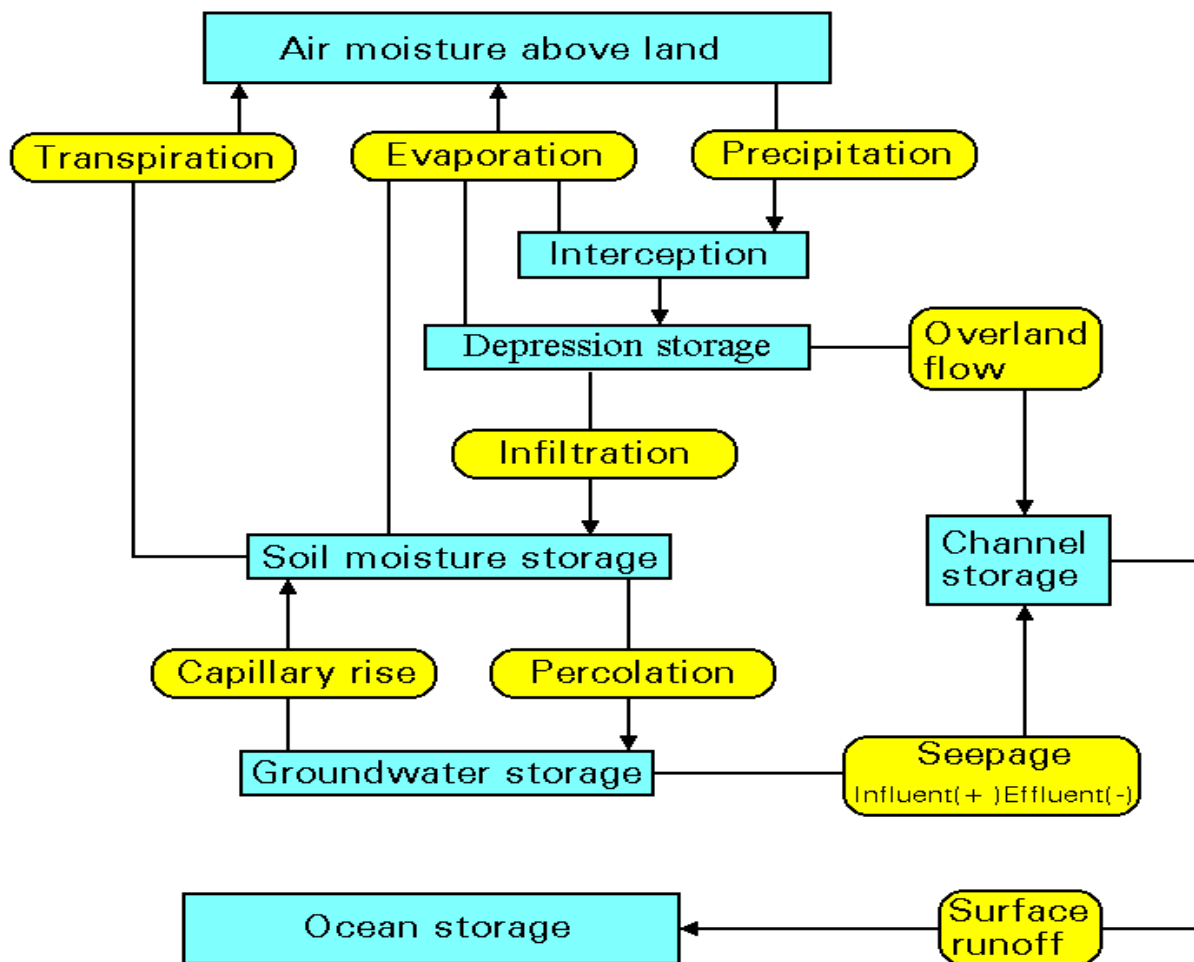 Air moisture above land
Transpiration
Evaporation
Precipitation
Interception
Depression storage
Overland
flow
Infiltration
Soil moisture storage
Channel
storage
Capillary rise
Percolation
Groundwater storage
Seepage
Influent(+ )Effluent(-)
Ocean storage
Surface
runoff